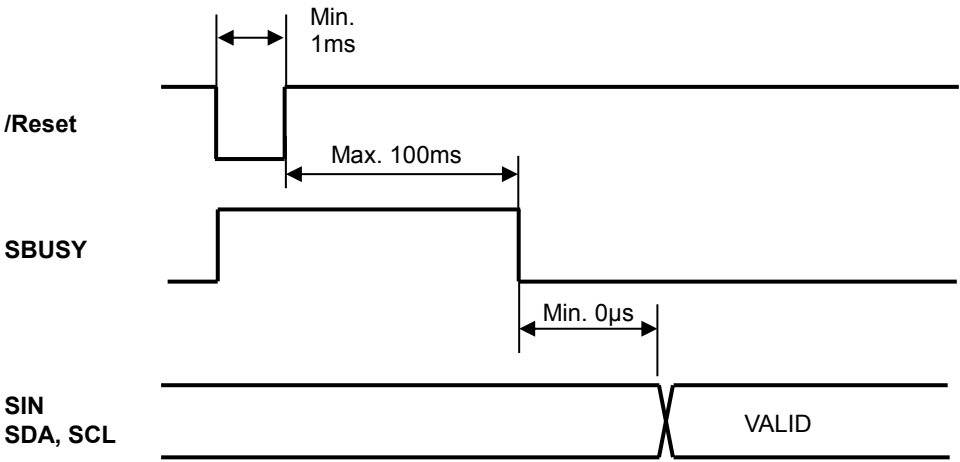 Min.
1ms
/Reset
Max. 100ms
SBUSY
Min. 0µs
SIN
SDA, SCL
VALID